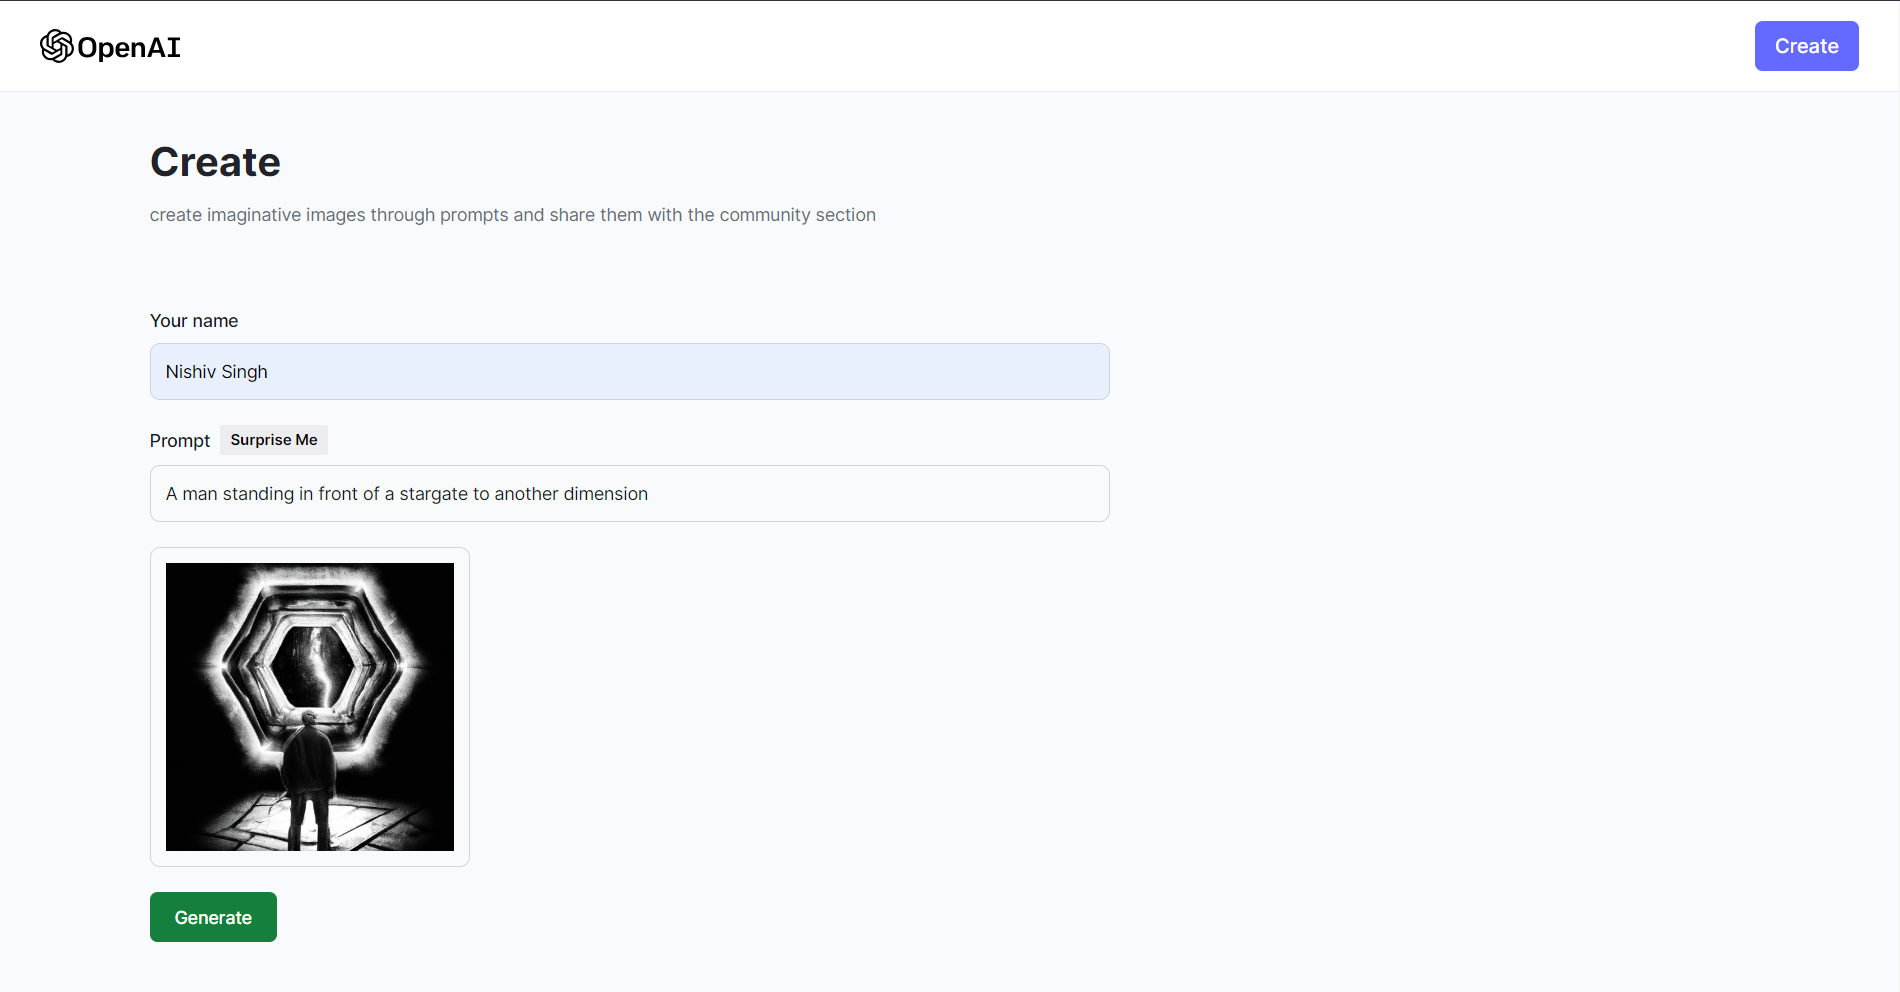 OpenAI
Create
Create
create imaginative images through prompts and share them with the community section
Your name
Nishiv Singh
Prompt Surprise Me
A man standing in front of a stargate to another dimension
Generate